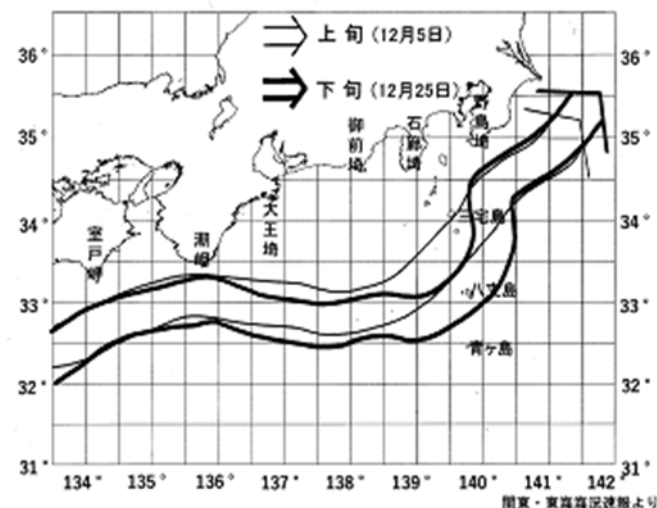 上旬（12月5日）
下旬（12月25日）
36°
36°
35°
35°
34°
34°
33°
33°
32°
32°
31°
31°
御前埼
石廊埼
野島埼
大王埼
潮岬
室戸岬
三宅島
八丈島
青ヶ島
134°
135°
136°
137°
138°
139°
140°
141°
142°
関東・東海海況速報より